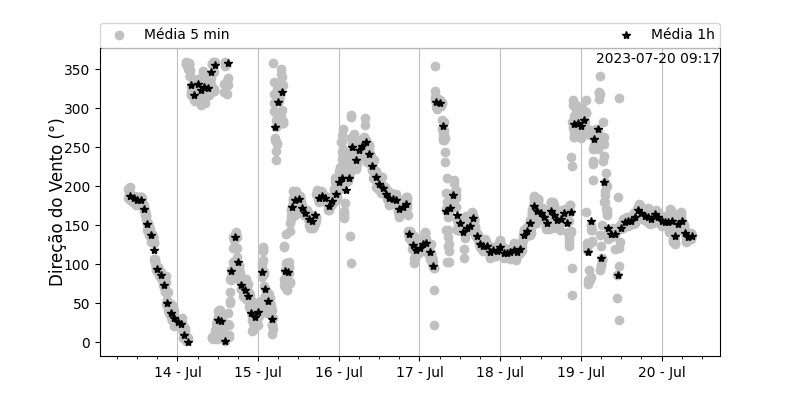 Média 5 min
Média 1h
2023-07-20 09:17
Direção do Vento (°)
350
300
250
200
150
100
50
0
14 - Jul
15 - Jul
16 - Jul
17 - Jul
18 - Jul
19 - Jul
20 - Jul